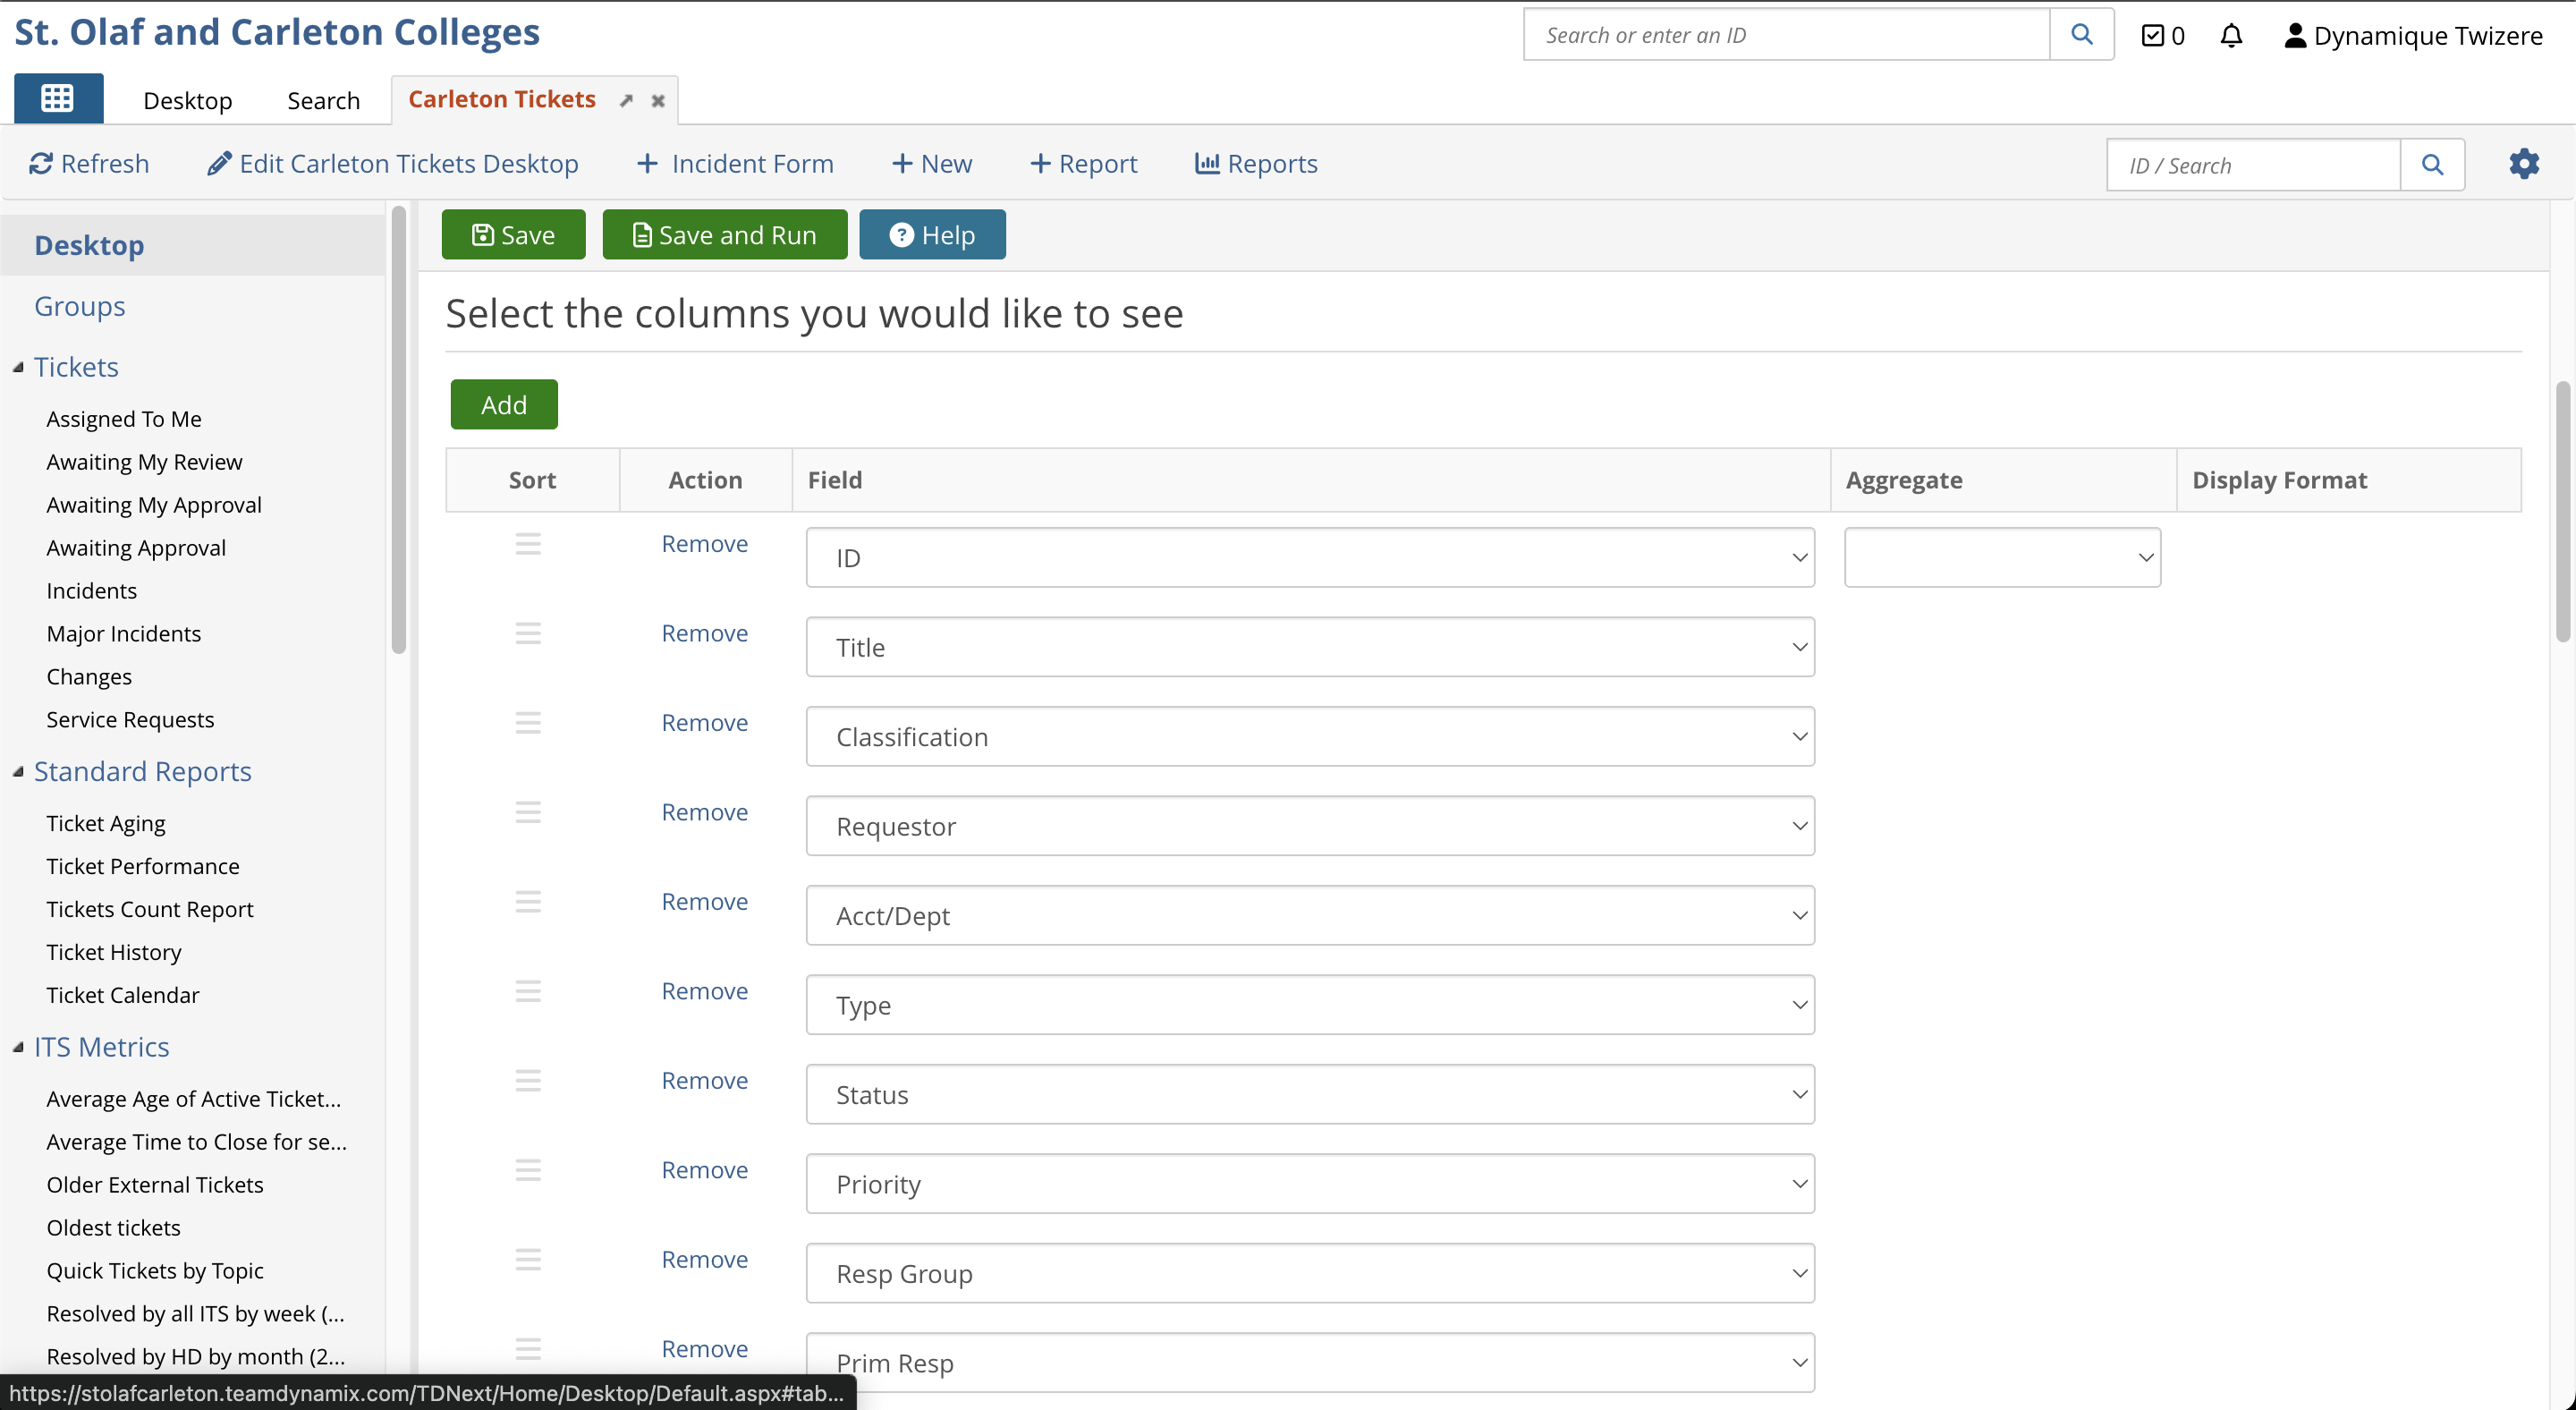 St. Olaf and Carleton Colleges
Search or enter an ID
0
Dynamique Twizere
Desktop
Search
Carleton Tickets
Refresh
Edit Carleton Tickets Desktop
+ Incident Form
+ New
+ Report
Reports
ID / Search
Desktop
Groups
Tickets
Assigned To Me
Awaiting My Review
Awaiting My Approval
Awaiting Approval
Incidents
Major Incidents
Changes
Service Requests
Standard Reports
Ticket Aging
Ticket Performance
Tickets Count Report
Ticket History
Ticket Calendar
ITS Metrics
Average Age of Active Ticket...
Average Time to Close for se...
Older External Tickets
Oldest tickets
Quick Tickets by Topic
Resolved by all ITS by week (...
Resolved by HD by month (2...
Save
Save and Run
? Help
Select the columns you would like to see
Add
Sort Action Field Aggregate Display Format
Remove ID
Remove Title
Remove Classification
Remove Requestor
Remove Acct/Dept
Remove Type
Remove Status
Remove Priority
Remove Resp Group
Remove Prim Resp
https://stolafcarleton.teamdynamix.com/TDNext/Home/Desktop/Default.aspx#tab...